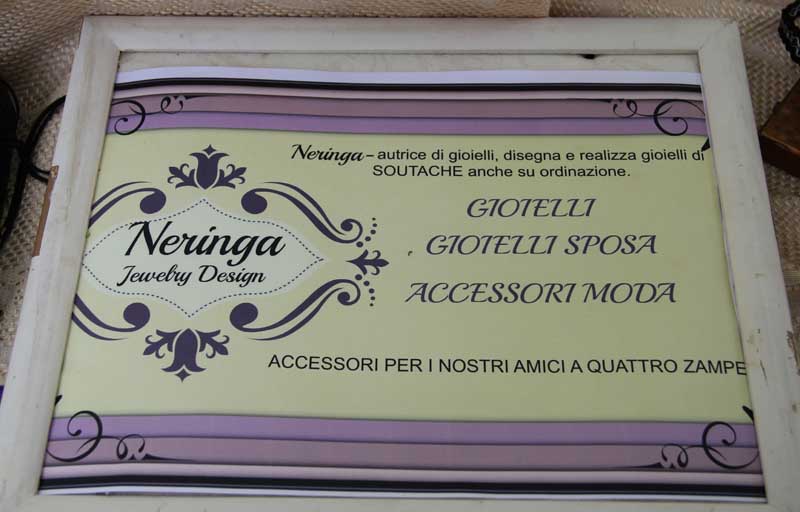 Neringa – autrice di gioielli, disegna e realizza gioielli di
SOUTACHE anche su ordinazione.
Neringa
Jewelry Design
GIOIELLI
GIOIELLI SPOSA
ACCESSORI MODA
ACCESSORI PER I NOSTRI AMICI A QUATTRO ZAMPE